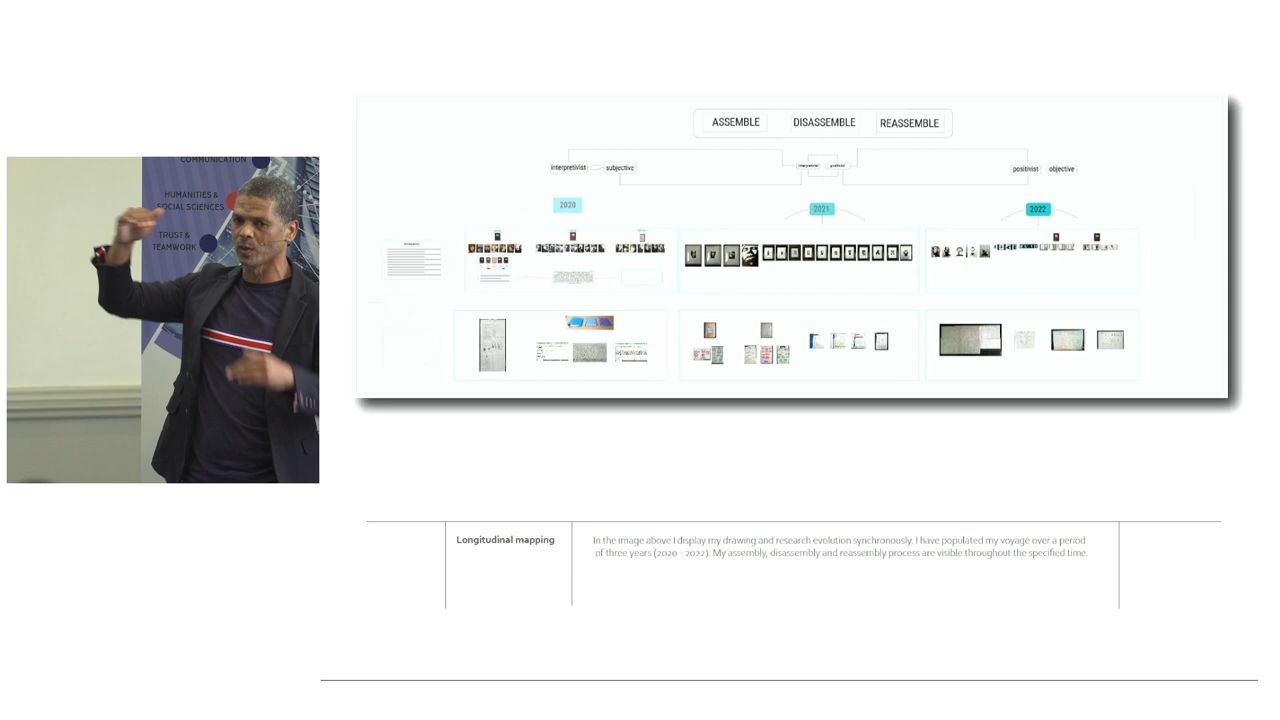 COMMUNICATION
HUMANITIES &
SOCIAL SCIENCES
TRUST &
TEAMWORK
ASSEMBLE DISASSEMBLE REASSEMBLE
interpretivist subjective
interpretivist positivist
positivist objective
2020
2021
2022
Longitudinal mapping
In the image above I display my drawing and research evolution synchronously. I have populated my voyage over a period
of three years (2020 - 2022). My assembly, disassembly and reassembly process are visible throughout the specified time.